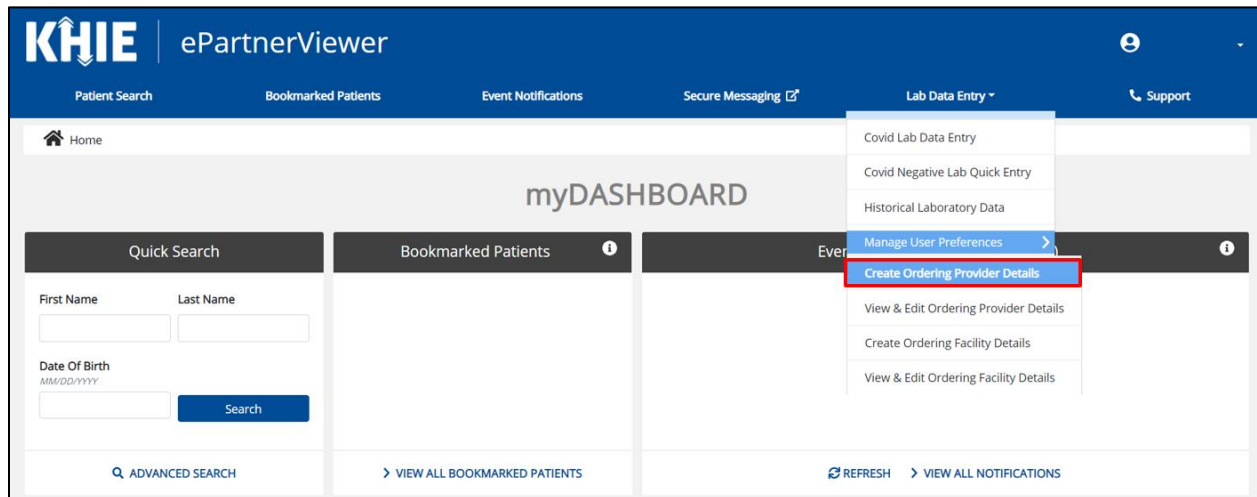 KHIE ePartnerViewer
Patient Search Bookmarked Patients Event Notifications Secure Messaging Lab Data Entry Support
Home
Covid Lab Data Entry
Covid Negative Lab Quick Entry
myDASHBOARD
Historical Laboratory Data
Manage User Preferences
Quick Search Bookmarked Patients
Create Ordering Provider Details
First Name Last Name
View & Edit Ordering Provider Details
Create Ordering Facility Details
Date Of Birth
MM/DD/YYYY
View & Edit Ordering Facility Details
Search
ADVANCED SEARCH VIEW ALL BOOKMARKED PATIENTS REFRESH VIEW ALL NOTIFICATIONS